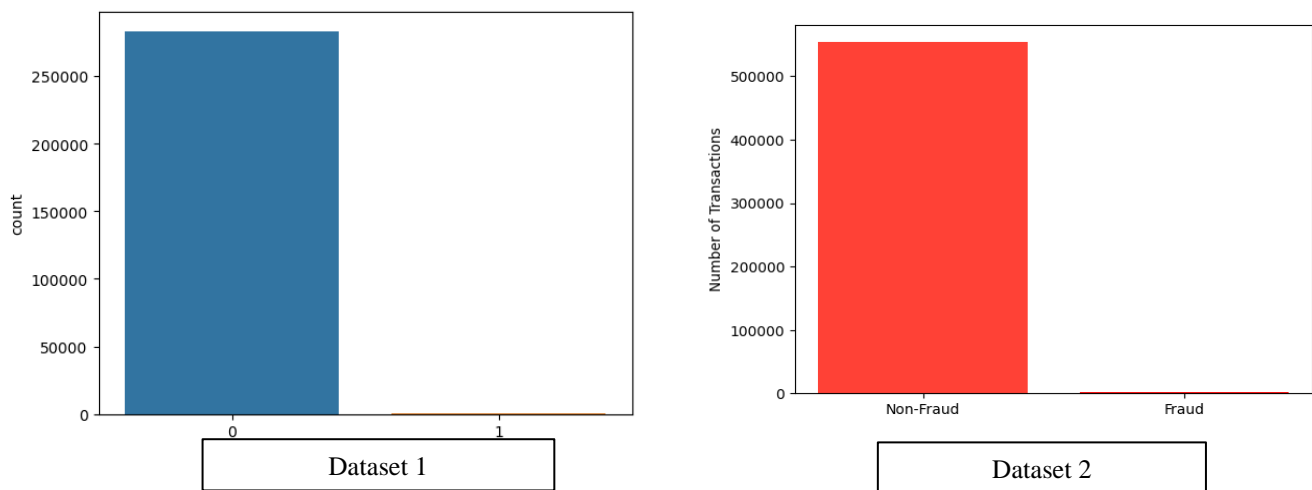 250000
200000
150000
100000
50000
0
count
0
1
Dataset 1
500000
400000
300000
200000
100000
0
Number of Transactions
Non-Fraud
Fraud
Dataset 2